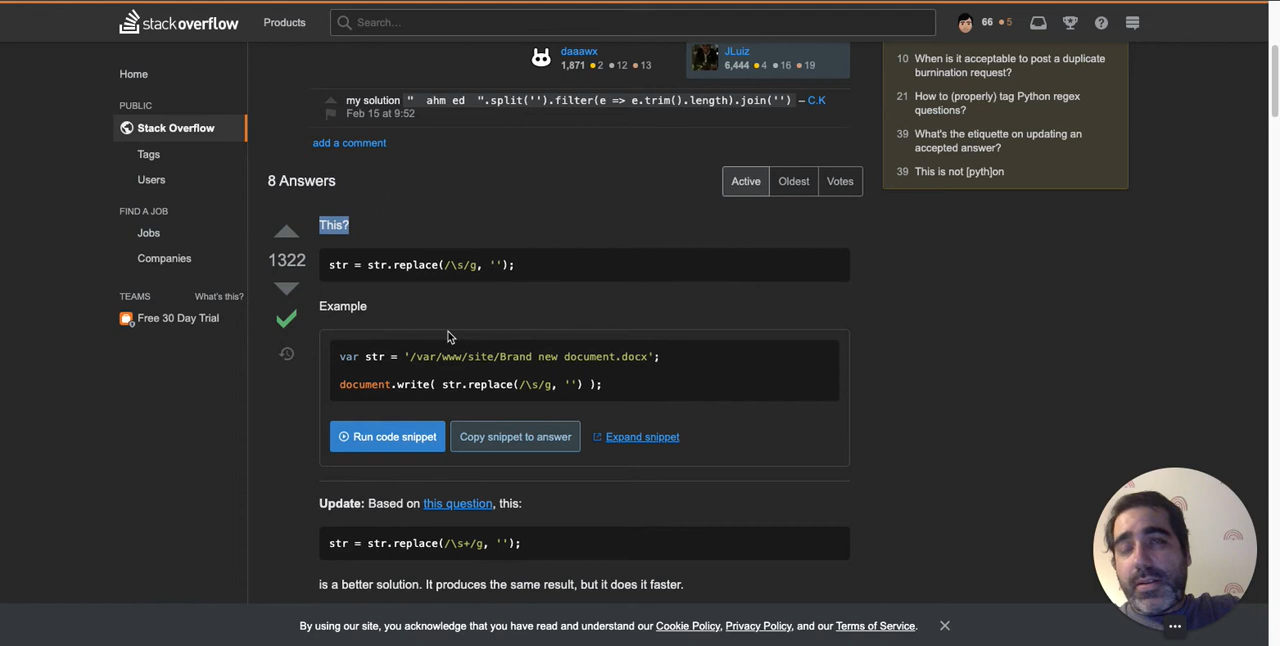 stackoverflow Products Search... 66 5
daaawx JLuiz
1,871 2 12 13 6,444 4 16 19
10 When is it acceptable to post a duplicate
burnination request?
Home
my solution " ahm ed ".split('').filter(e => e.trim().length).join('') – C.K
21 How to (properly) tag Python regex
questions?
PUBLIC
Feb 15 at 9:52
Stack Overflow
39 What's the etiquette on updating an
accepted answer?
add a comment
Tags
39 This is not [pyth]on
Users
8 Answers Active Oldest Votes
FIND A JOB
Jobs
This?
Companies
1322
str = str.replace(/\s/g, '');
TEAMS What's this?
Free 30 Day Trial
Example
var str = '/var/www/site/Brand new document.docx';
document.write( str.replace(/\s/g, '') );
Run code snippet Copy snippet to answer Expand snippet
Update: Based on this question, this:
str = str.replace(/\s+/g, '');
is a better solution. It produces the same result, but it does it faster.
By using our site, you acknowledge that you have read and understand our Cookie Policy, Privacy Policy, and our Terms of Service.